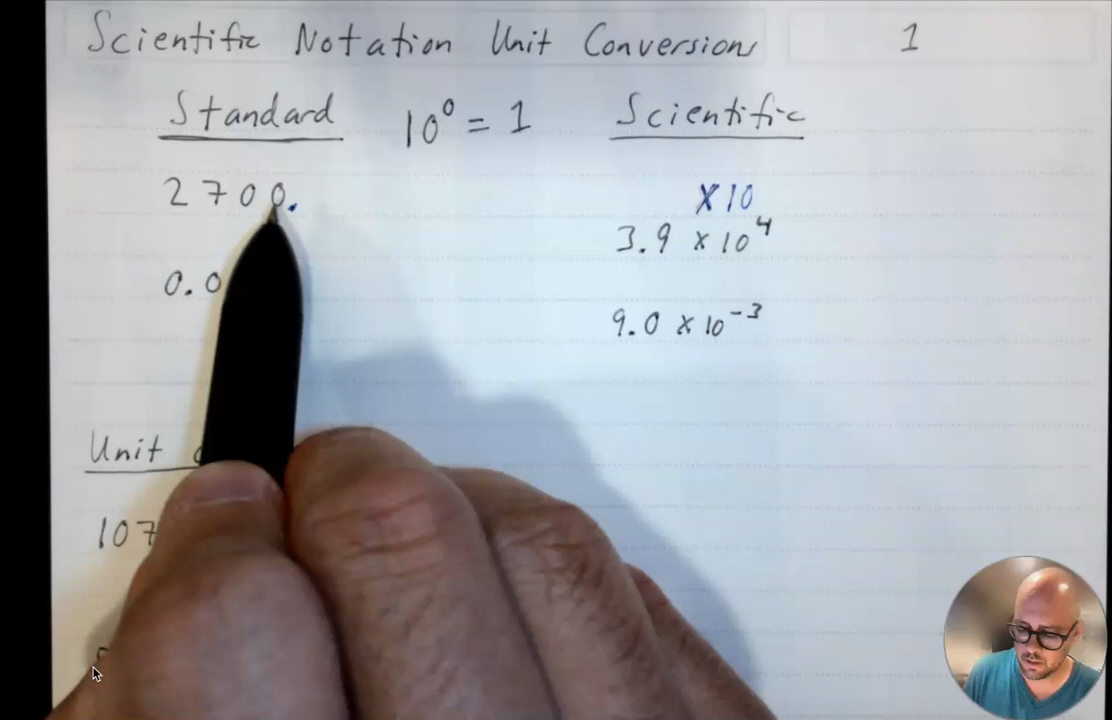 Scientific Notation Unit Conversions 1
Standard 10⁰ = 1 Scientific
2700. × 10
3.9 × 10⁴
0.0
9.0 × 10⁻³
Unit
107